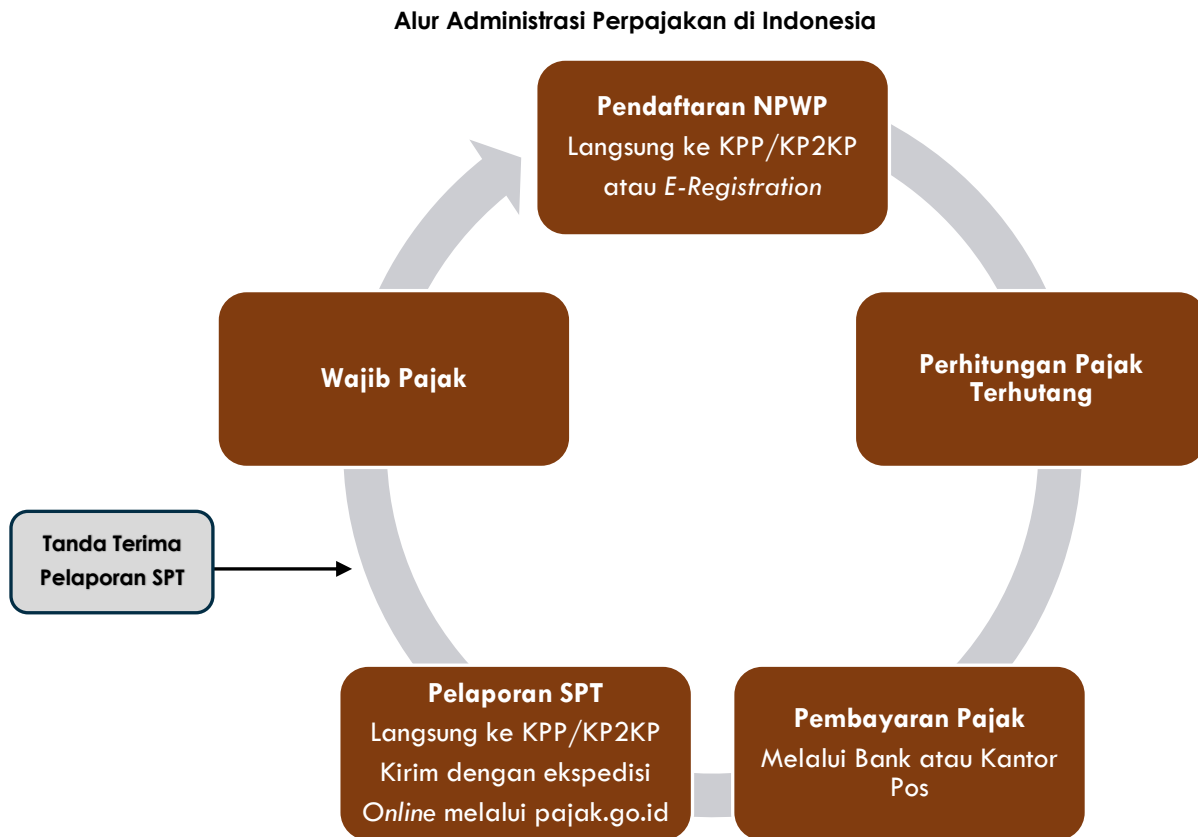 Alur Administrasi Perpajakan di Indonesia
Pendaftaran NPWP
Langsung ke KPP/KP2KP
atau E-Registration
Perhitungan Pajak
Terhutang
Pembayaran Pajak
Melalui Bank atau Kantor
Pos
Pelaporan SPT
Langsung ke KPP/KP2KP
Kirim dengan ekspedisi
Online melalui pajak.go.id
Tanda Terima
Pelaporan SPT
Wajib Pajak